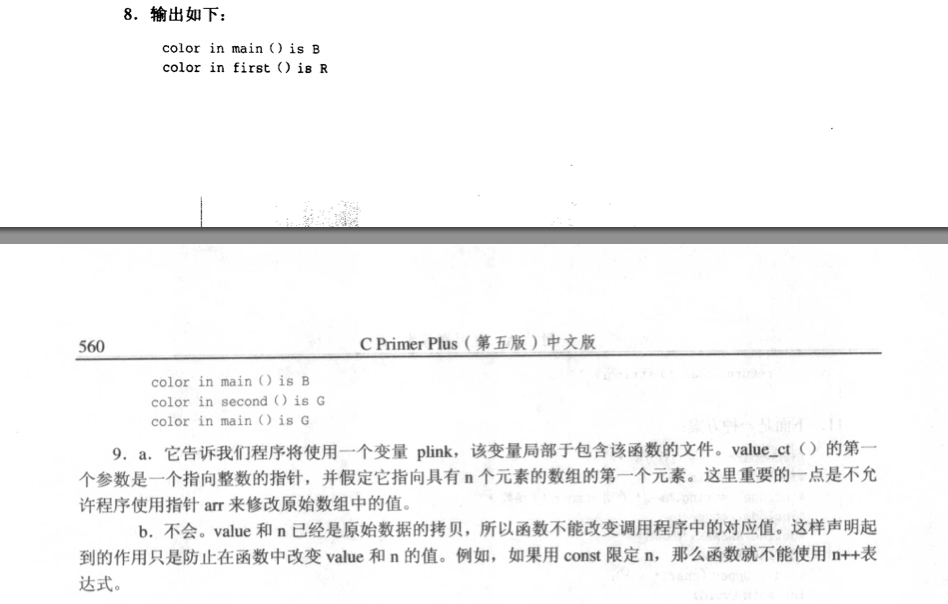 8. 输出如下:
color in main () is B
color in first () is R
560
C Primer Plus(第五版)中文版
color in main () is B
color in second () is G
color in main () is G
9. a. 它告诉我们程序将使用一个变量 plink,该变量局部于包含该函数的文件。value_ct()的第一
个参数是一个指向整数的指针,并假定它指向具有 n 个元素的数组的第一个元素。这里重要的一点是不允
许程序使用指针 arr 来修改原始数组中的值。
b. 不会。value 和 n 已经是原始数据的拷贝,所以函数不能改变调用程序中的对应值。这样声明起
到的作用只是防止在函数中改变 value 和 n 的值。例如,如果用 const 限定 n,那么函数就不能使用 n++表
达式。